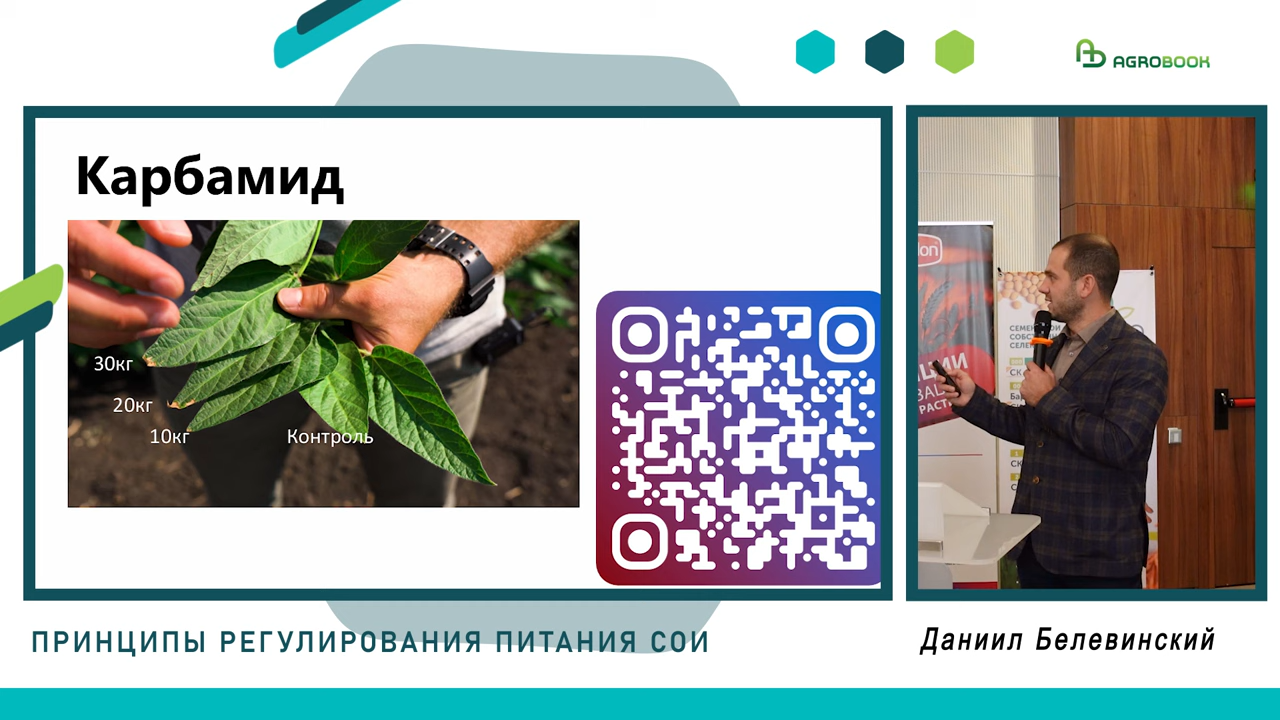 AGROBOOK
Карбамид
30кг
20кг
10кг
Контроль
ПРИНЦИПЫ РЕГУЛИРОВАНИЯ ПИТАНИЯ СОИ
Даниил Белевинский